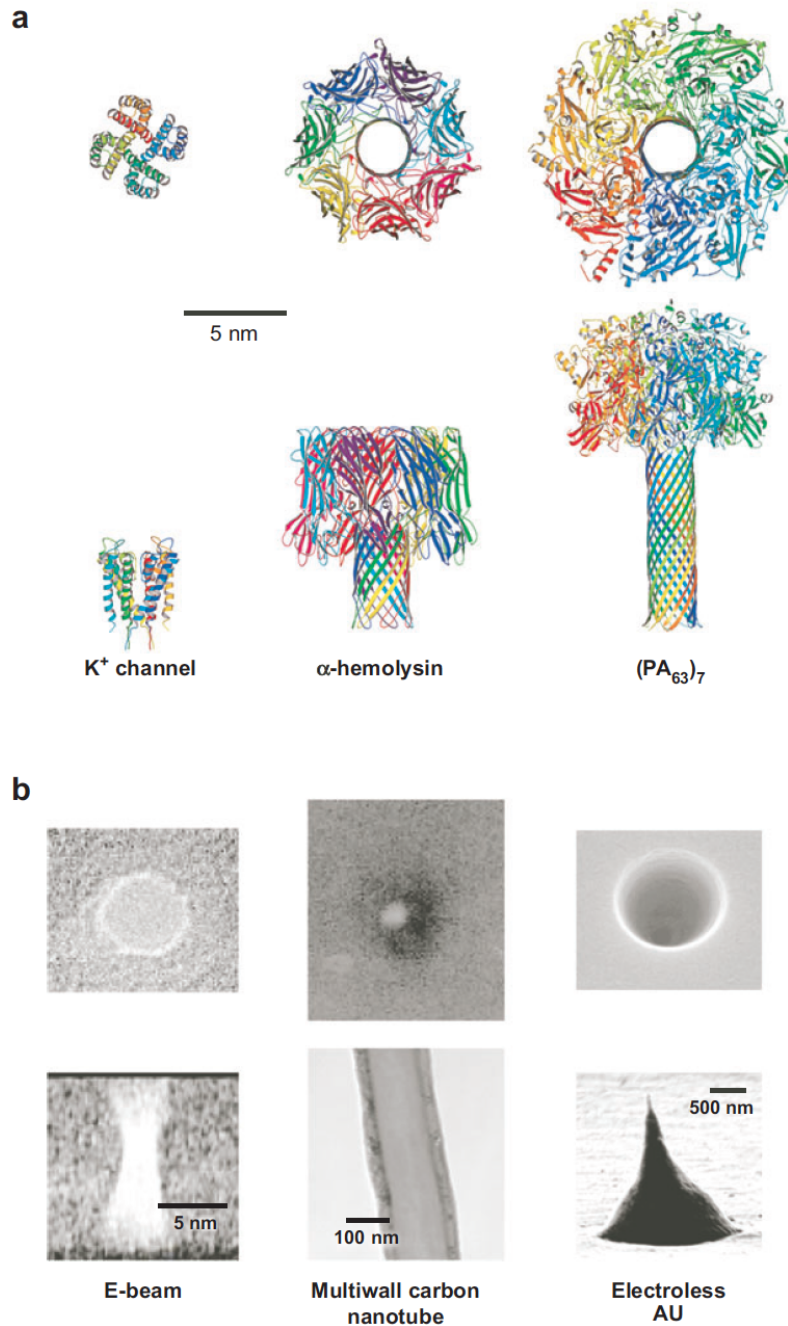 a
5 nm
K⁺ channel
α-hemolysin
(PA₆₃)₇
b
500 nm
5 nm
100 nm
E-beam
Multiwall carbon
nanotube
Electroless
AU